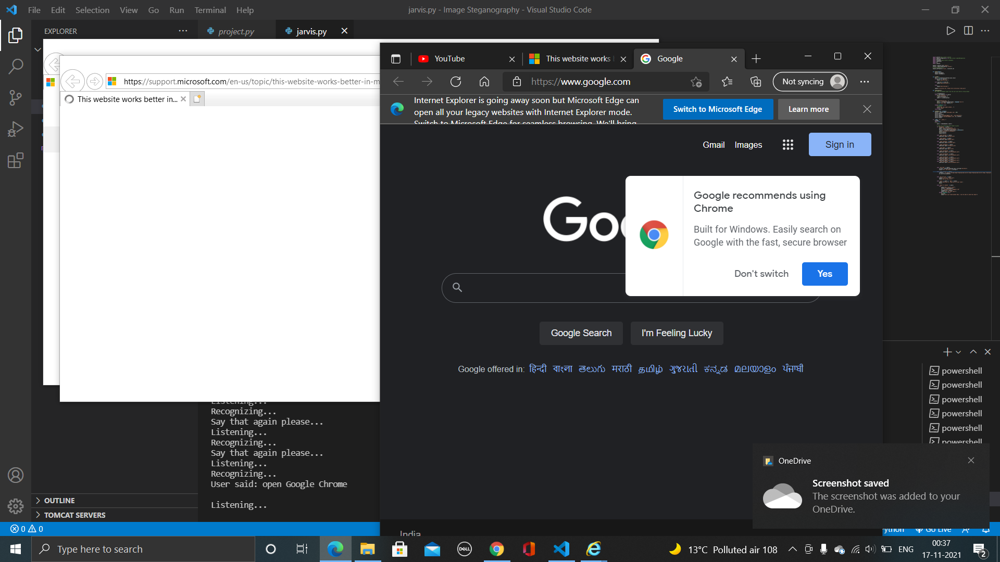 File Edit Selection View Go Run Terminal Help
jarvis.py - Image Steganography - Visual Studio Code
EXPLORER
project.py
jarvis.py
https://support.microsoft.com/en-us/topic/this-website-works-better-in-m
This website works better in...
YouTube
This website works
Google
https://www.google.com
Not syncing
Internet Explorer is going away soon but Microsoft Edge can
open all your legacy websites with Internet Explorer mode.
Switch to Microsoft Edge for seamless browsing. We'll bring
Switch to Microsoft Edge
Learn more
Gmail Images
Sign in
Goo
Google recommends using
Chrome
Built for Windows. Easily search on
Google with the fast, secure browser
Don't switch
Yes
Google Search
I'm Feeling Lucky
Google offered in: हिन्दी বাংলা తెలుగు मराठी தமிழ் ગુજરાતી ಕನ್ನಡ മലയാളം ਪੰਜਾਬੀ
India
Listening...
Recognizing...
Say that again please...
Listening...
Recognizing...
Say that again please...
Listening...
Recognizing...
User said: open Google Chrome
Listening...
powershell
powershell
powershell
powershell
powershell
powershell
OneDrive
Screenshot saved
The screenshot was added to your
OneDrive.
OUTLINE
TOMCAT SERVERS
0 0
ython Go Live
Type here to search
DELL
13°C Polluted air 108
ENG
00:37
17-11-2021
2